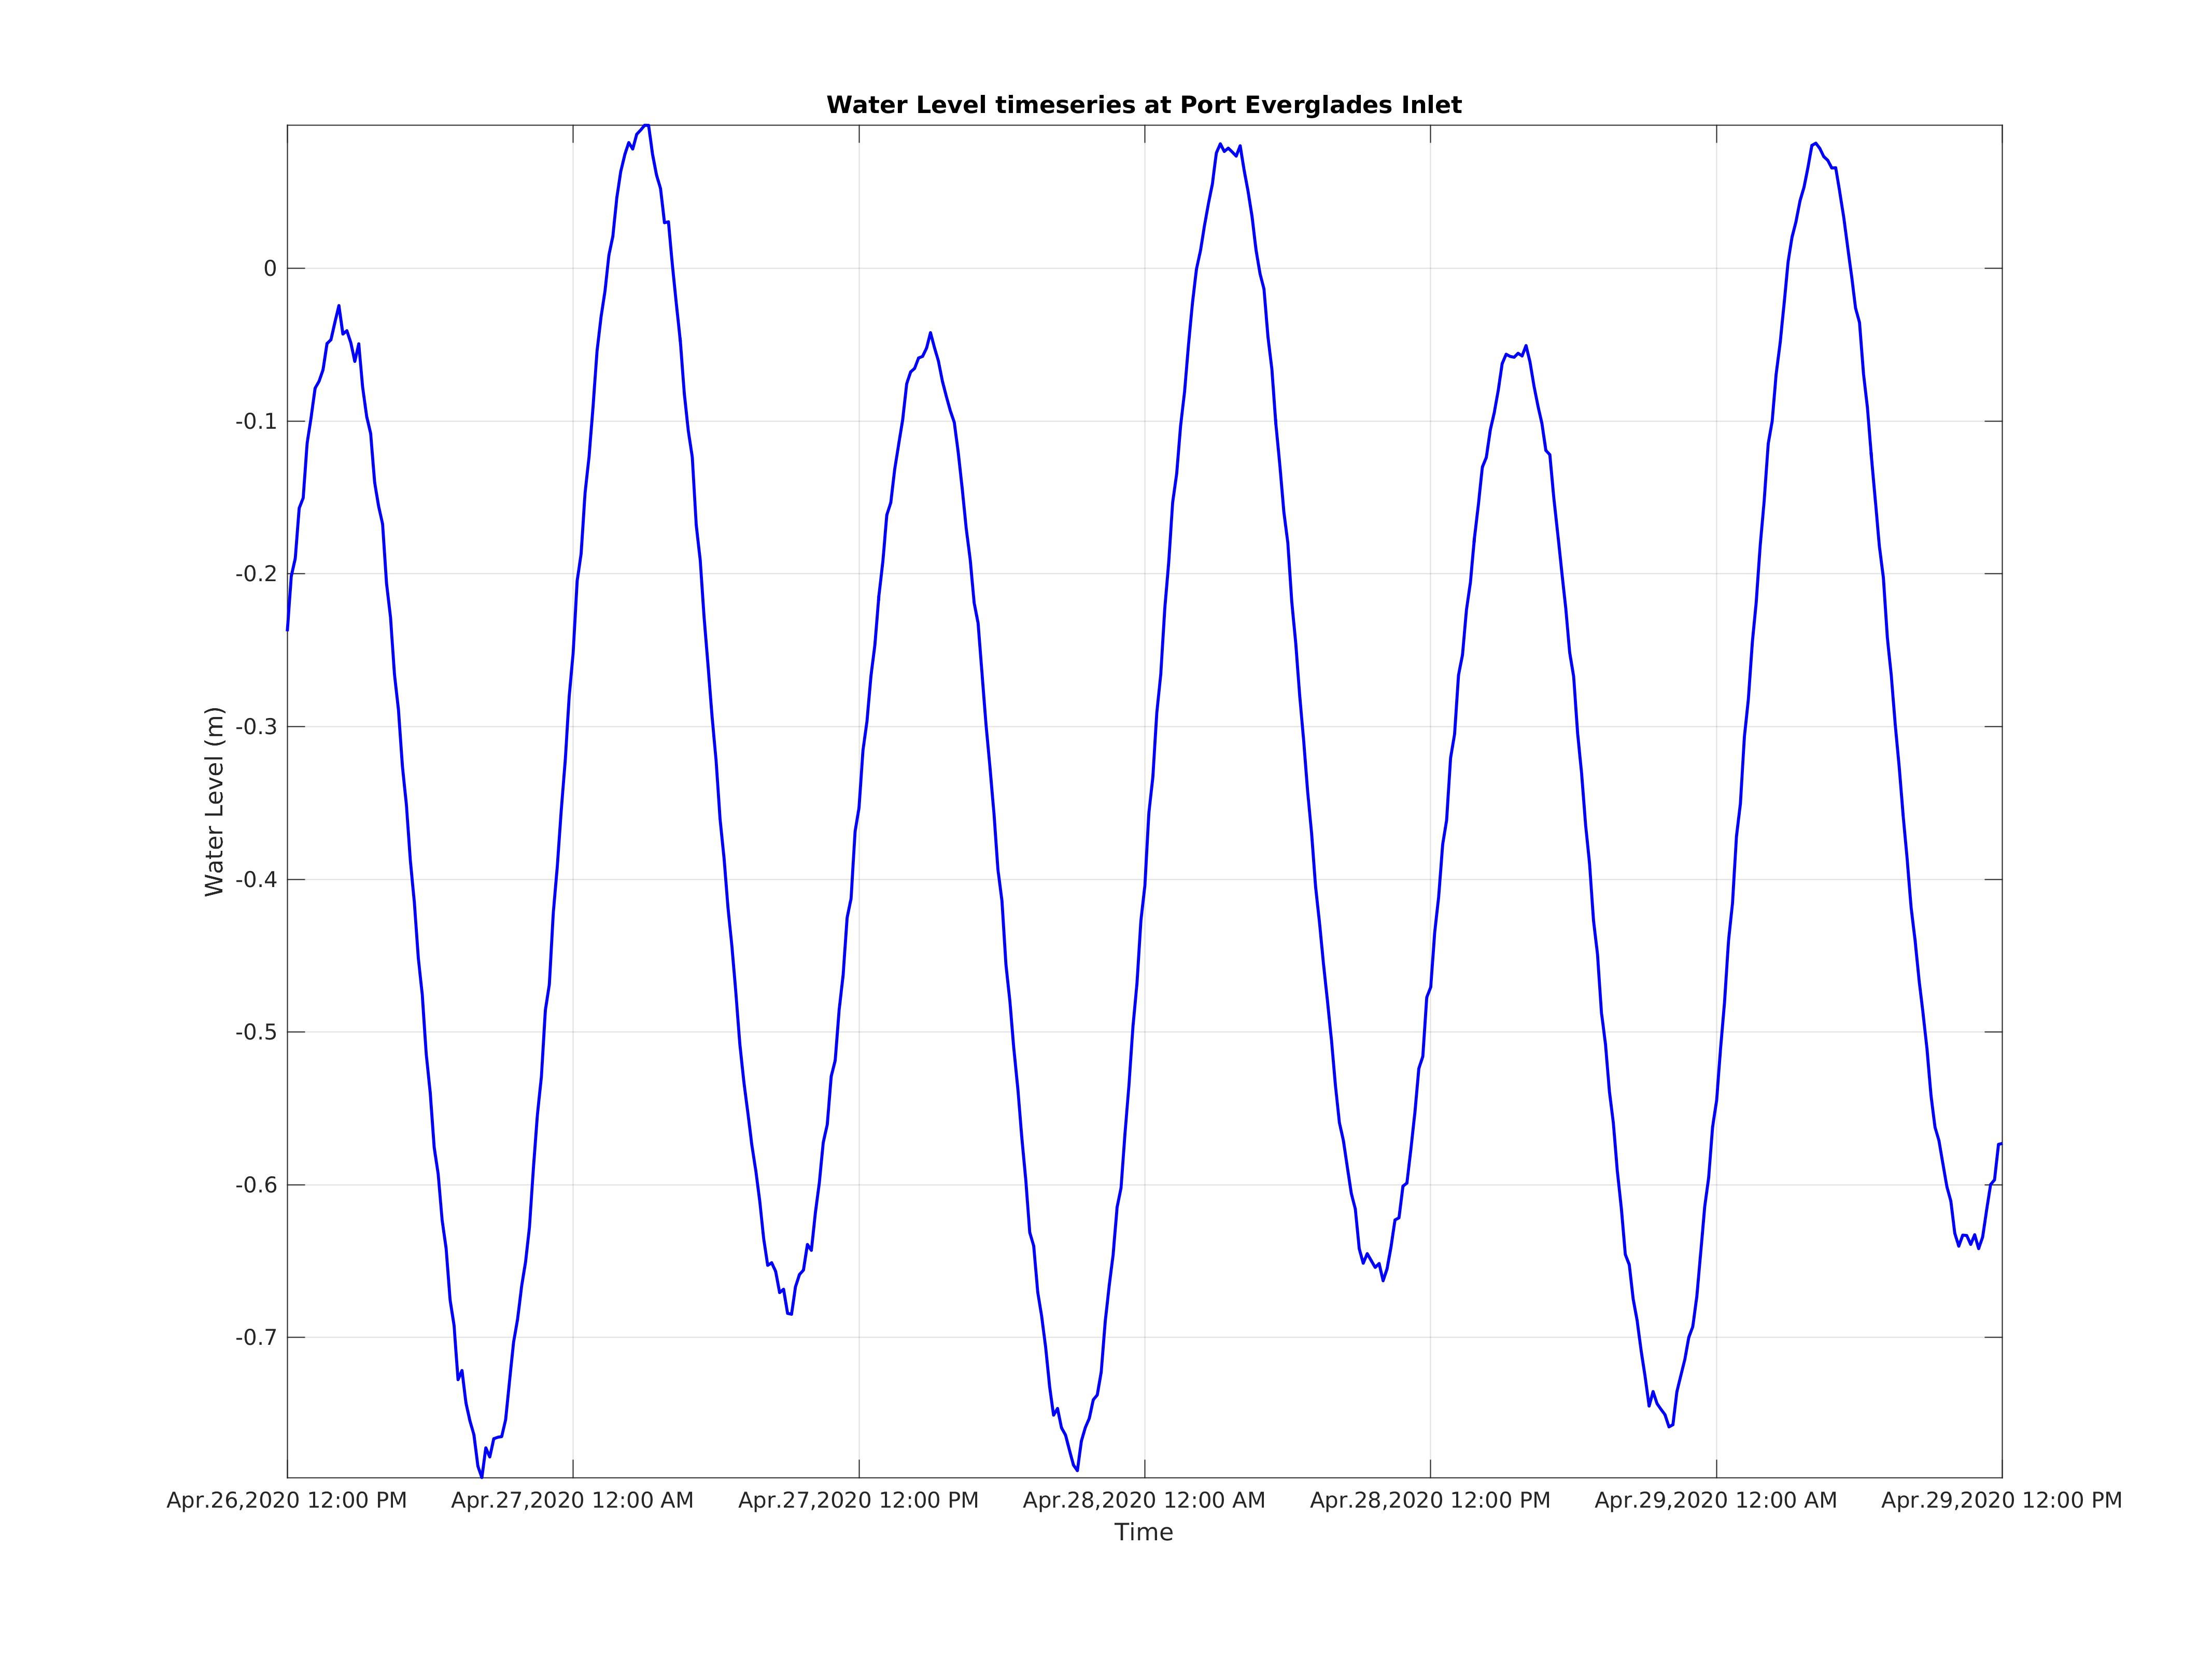 Water Level timeseries at Port Everglades Inlet
0
-0.1
-0.2
-0.3
-0.4
-0.5
-0.6
-0.7
Water Level (m)
Apr.26,2020 12:00 PM Apr.27,2020 12:00 AM Apr.27,2020 12:00 PM Apr.28,2020 12:00 AM Apr.28,2020 12:00 PM Apr.29,2020 12:00 AM Apr.29,2020 12:00 PM
Time